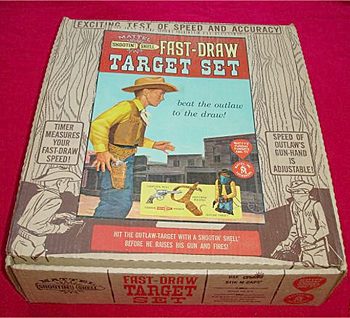 EXCITING TEST OF SPEED AND ACCURACY
MATTEL
SHOOTIN' SHELL
FAST-DRAW
TARGET SET
beat the outlaw
to the draw!
TIMER
MEASURES
YOUR
FAST-DRAW
SPEED!
SPEED OF
OUTLAW'S
GUN-HAND
IS
ADJUSTABLE!
HIT THE OUTLAW-TARGET WITH A SHOOTIN' SHELL
BEFORE HE RAISES HIS GUN AND FIRES!
MATTEL
SHOOTIN' SHELL
FAST-DRAW
TARGET
SET